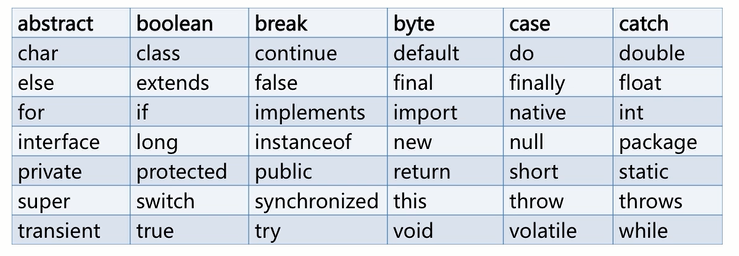 abstract boolean break byte case catch
char class continue default do double
else extends false final finally float
for if implements import native int
interface long instanceof new null package
private protected public return short static
super switch synchronized this throw throws
transient true try void volatile while